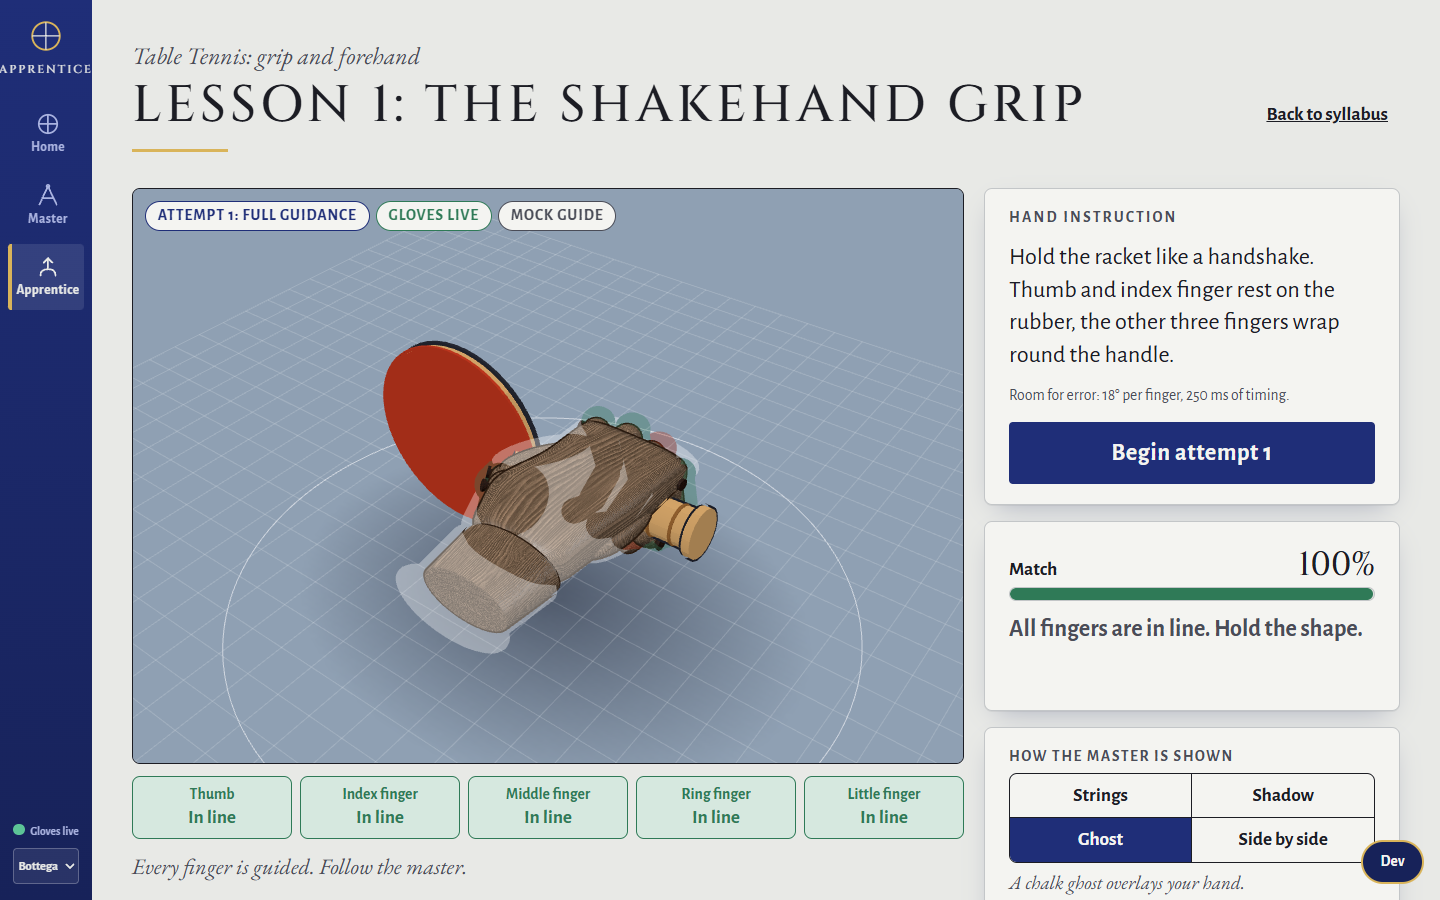 APPRENTICE
Home
Master
Apprentice
Gloves live
Bottega
Table Tennis: grip and forehand
LESSON 1: THE SHAKEHAND GRIP
Back to syllabus
ATTEMPT 1: FULL GUIDANCE
GLOVES LIVE
MOCK GUIDE
Thumb
In line
Index finger
In line
Middle finger
In line
Ring finger
In line
Little finger
In line
Every finger is guided. Follow the master.
HAND INSTRUCTION
Hold the racket like a handshake.
Thumb and index finger rest on the
rubber, the other three fingers wrap
round the handle.
Room for error: 18° per finger, 250 ms of timing.
Begin attempt 1
Match
100%
All fingers are in line. Hold the shape.
HOW THE MASTER IS SHOWN
Strings
Shadow
Ghost
Side by side
A chalk ghost overlays your hand.
Dev